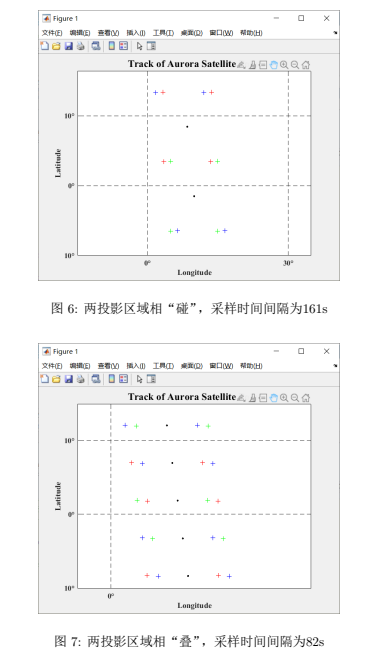 Figure 1
文件(F) 编辑(E) 查看(V) 插入(I) 工具(T) 桌面(D) 窗口(W) 帮助(H)
Track of Aurora Satellite
10°
0°
10°
Latitude
0° 30°
Longitude
图 6: 两投影区域相“碰”，采样时间间隔为161s
Figure 1
文件(F) 编辑(E) 查看(V) 插入(I) 工具(T) 桌面(D) 窗口(W) 帮助(H)
Track of Aurora Satellite
10°
0°
10°
Latitude
0°
Longitude
图 7: 两投影区域相“叠”，采样时间间隔为82s